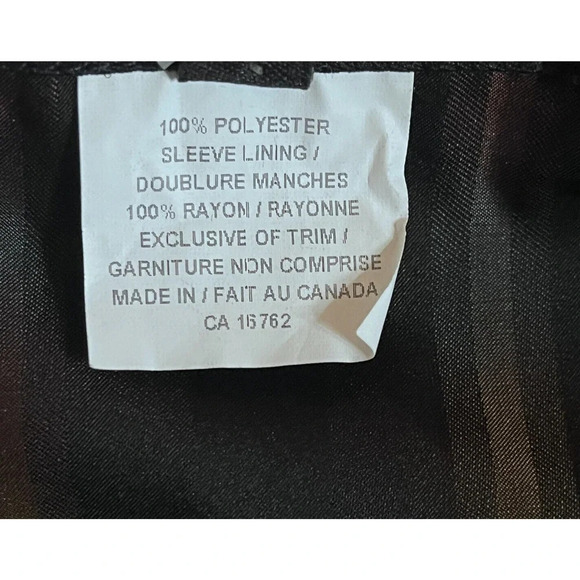 100% POLYESTER
SLEEVE LINING /
DOUBLURE MANCHES
100% RAYON / RAYONNE
EXCLUSIVE OF TRIM /
GARNITURE NON COMPRISE
MADE IN / FAIT AU CANADA
CA 16762